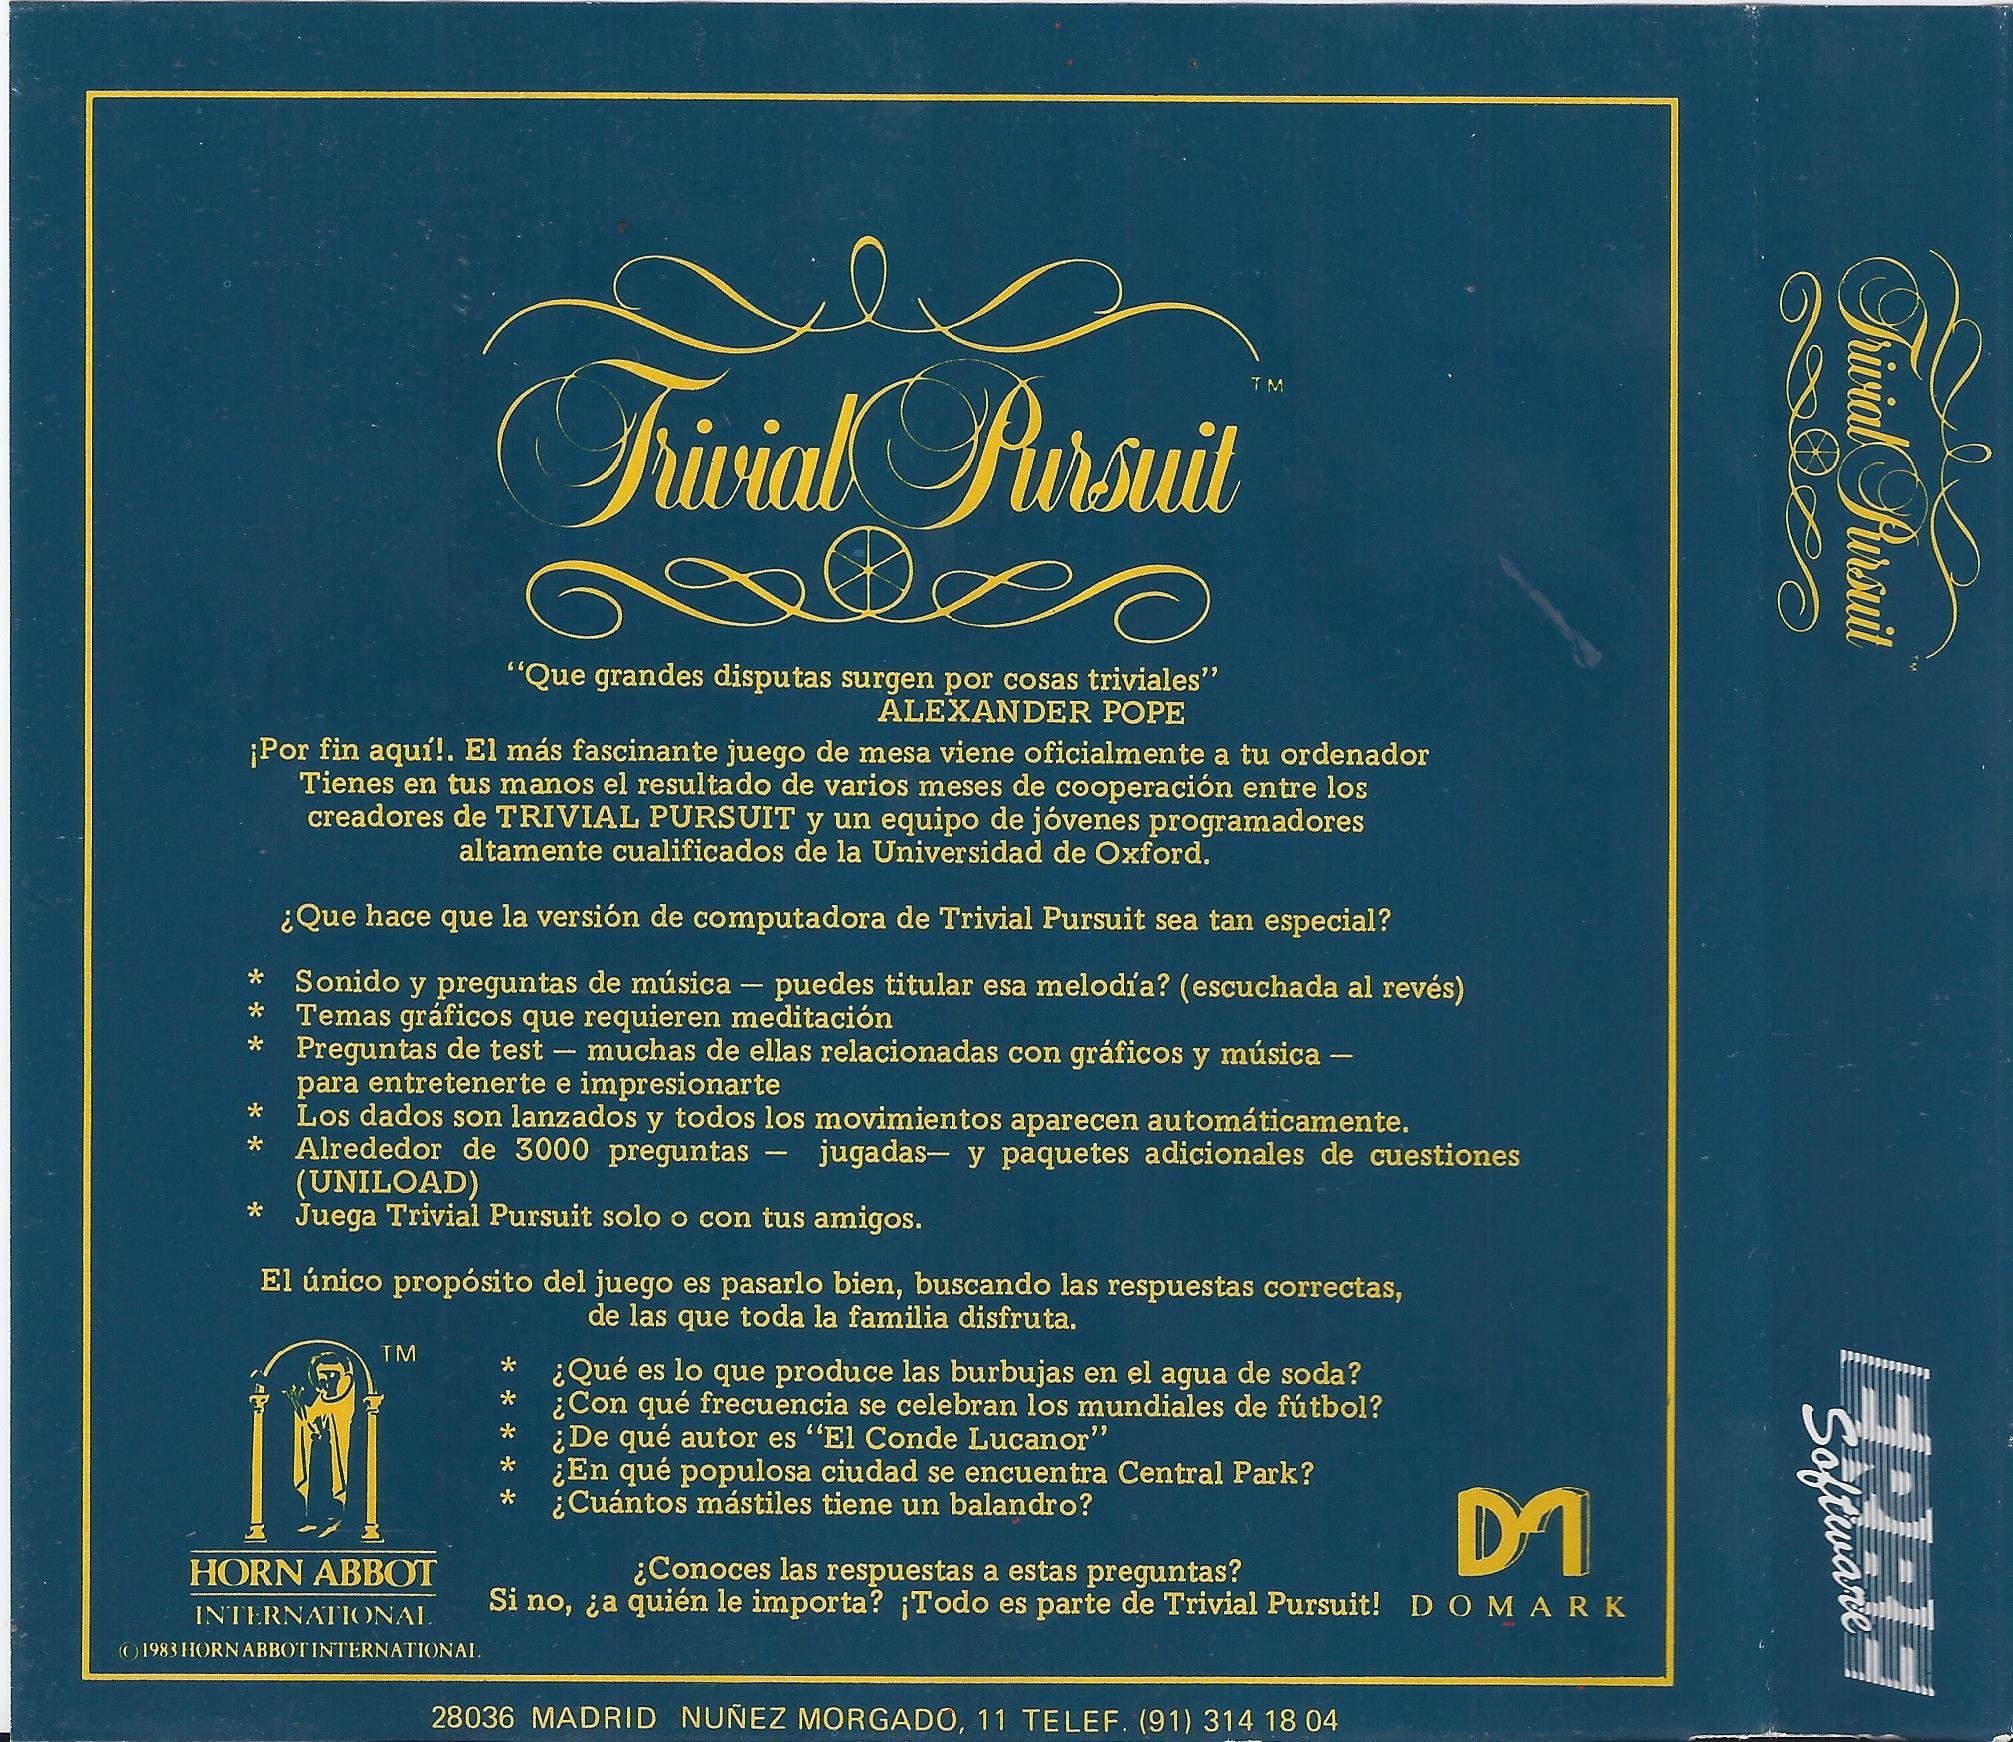 Trivial Pursuit
TM
“Que grandes disputas surgen por cosas triviales”
ALEXANDER POPE
¡Por fin aquí!. El más fascinante juego de mesa viene oficialmente a tu ordenador
Tienes en tus manos el resultado de varios meses de cooperación entre los
creadores de TRIVIAL PURSUIT y un equipo de jóvenes programadores
altamente cualificados de la Universidad de Oxford.
¿Que hace que la versión de computadora de Trivial Pursuit sea tan especial?
* Sonido y preguntas de música — puedes titular esa melodía? (escuchada al revés)
* Temas gráficos que requieren meditación
* Preguntas de test — muchas de ellas relacionadas con gráficos y música —
para entretenerte e impresionarte
* Los dados son lanzados y todos los movimientos aparecen automáticamente.
* Alrededor de 3000 preguntas — jugadas— y paquetes adicionales de cuestiones
(UNILOAD)
* Juega Trivial Pursuit solo o con tus amigos.
El único propósito del juego es pasarlo bien, buscando las respuestas correctas,
de las que toda la familia disfruta.
* ¿Qué es lo que produce las burbujas en el agua de soda?
* ¿Con qué frecuencia se celebran los mundiales de fútbol?
* ¿De qué autor es “El Conde Lucanor”
* ¿En qué populosa ciudad se encuentra Central Park?
* ¿Cuántos mástiles tiene un balandro?
¿Conoces las respuestas a estas preguntas?
Si no, ¿a quién le importa? ¡Todo es parte de Trivial Pursuit!
TM
HORN ABBOT
INTERNATIONAL
© 1983 HORN ABBOT INTERNATIONAL
DM
DOMARK
28036 MADRID NUÑEZ MORGADO, 11 TELEF. (91) 314 18 04
Trivial Pursuit
TM
Software